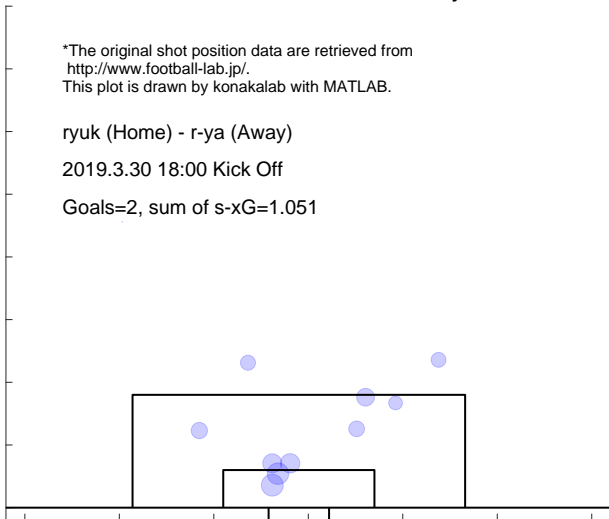 *The original shot position data are retrieved from
http://www.football-lab.jp/.
This plot is drawn by konakalab with MATLAB.
ryuk (Home) - r-ya (Away)
2019.3.30 18:00 Kick Off
Goals=2, sum of s-xG=1.051